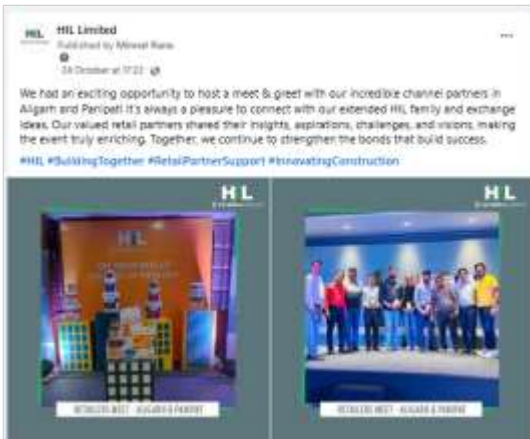 HIL
HIL Limited
Published by
24 October at 17:22
We had an exciting opportunity to host a meet & greet with our incredible channel partners in
Aligarh and Panipat! It's always a pleasure to connect with our extended HIL family and exchange
ideas. Our valued retail partners shared their insights, aspirations, challenges, and visions, making
the event truly enriching. Together, we continue to strengthen the bonds that build success.
#HIL #BuildingTogether #RetailPartnerSupport #InnovatingConstruction
HIL
HIL
HIL
RETAILERS MEET - ALIGARH & PANIPAT
RETAILERS MEET - ALIGARH & PANIPAT